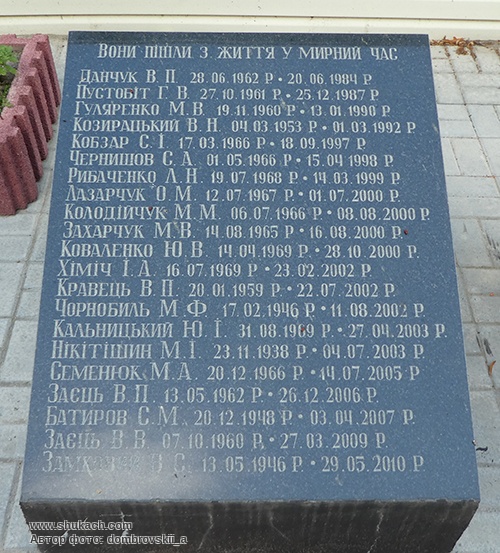 Вони пішли з життя у мирний час
Данчук В.П. 28.06.1962 р. • 20.06.1984 р.
Пустобіт Г.В. 27.10.1961 р. • 25.12.1987 р.
Гуляренко М.В. 19.11.1960 р. • 13.01.1990 р.
Козирацький В.Н. 04.03.1953 р. • 01.03.1992 р.
Кобзар С.І. 17.03.1966 р. • 18.09.1997 р.
Чернишов С.А. 01.05.1966 р. • 15.04.1998 р.
Рибаченко Л.Н. 19.07.1968 р. • 14.03.1999 р.
Лазарчук О.М. 12.07.1967 р. • 01.07.2000 р.
Колодійчук М.М. 06.07.1966 р. • 08.08.2000 р.
Захарчук М.В. 14.08.1965 р. • 16.08.2000 р.
Коваленко Ю.В. 14.04.1969 р. • 28.10.2000 р.
Хіміч І.А. 16.07.1969 р. • 23.02.2002 р.
Кравець В.П. 20.01.1959 р. • 22.07.2002 р.
Чорнобиль М.Ф. 17.02.1946 р. • 11.08.2002 р.
Кальницький Ю.І. 31.08.1969 р. • 27.04.2003 р.
Нікітішин М.І. 23.11.1938 р. • 04.07.2003 р.
Семенюк М.А. 20.12.1966 р. • 14.07.2005 р
Заєць В.П. 13.05.1962 р. • 26.12.2006 р.
Батиров С.М. 20.12.1948 р. • 03.04.2007 р.
Заєць В.В. 07.10.1960 р. • 27.03.2009 р.
С. 13.05.1946 р. • 29.05.2010 р.
www.shukach.com
Автор фото: dombrovskii_a